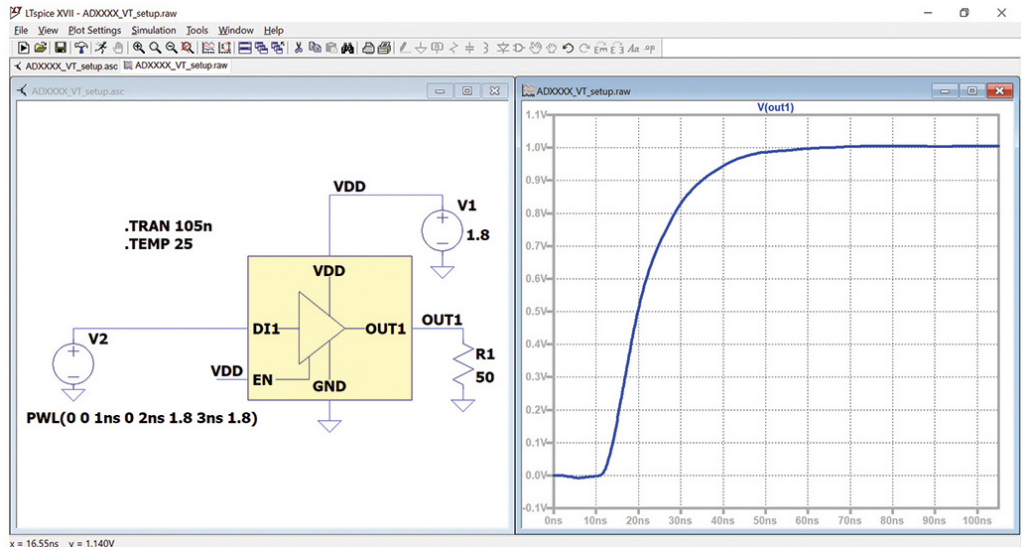 LTspice XVII - ADXXXX_VT_setup.raw
File View Plot Settings Simulation Tools Window Help
ADXXXX_VT_setup.asc ADXXXX_VT_setup.raw
ADXXXX_VT_setup.asc
ADXXXX_VT_setup.raw
VDD
V1
1.8
.TRAN 105n
.TEMP 25
VDD
DI1
OUT1
OUT1
V2
VDD
EN
GND
R1
50
PWL(0 0 1ns 0 2ns 1.8 3ns 1.8)
V(out1)
1.1V
1.0V
0.9V
0.8V
0.7V
0.6V
0.5V
0.4V
0.3V
0.2V
0.1V
0.0V
-0.1V
0ns 10ns 20ns 30ns 40ns 50ns 60ns 70ns 80ns 90ns 100ns
x = 16.55ns y = 1.140V